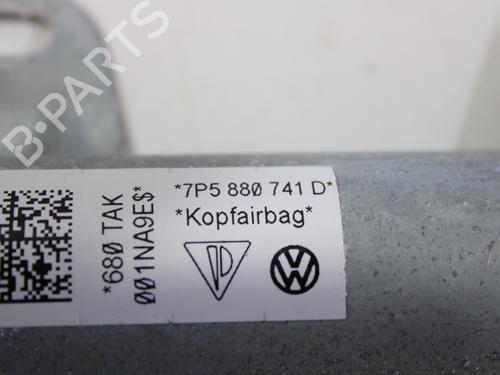 B-PARTS
*7P5 880 741 D*
*Kopfairbag*
*680 TAK
001NA9E$*